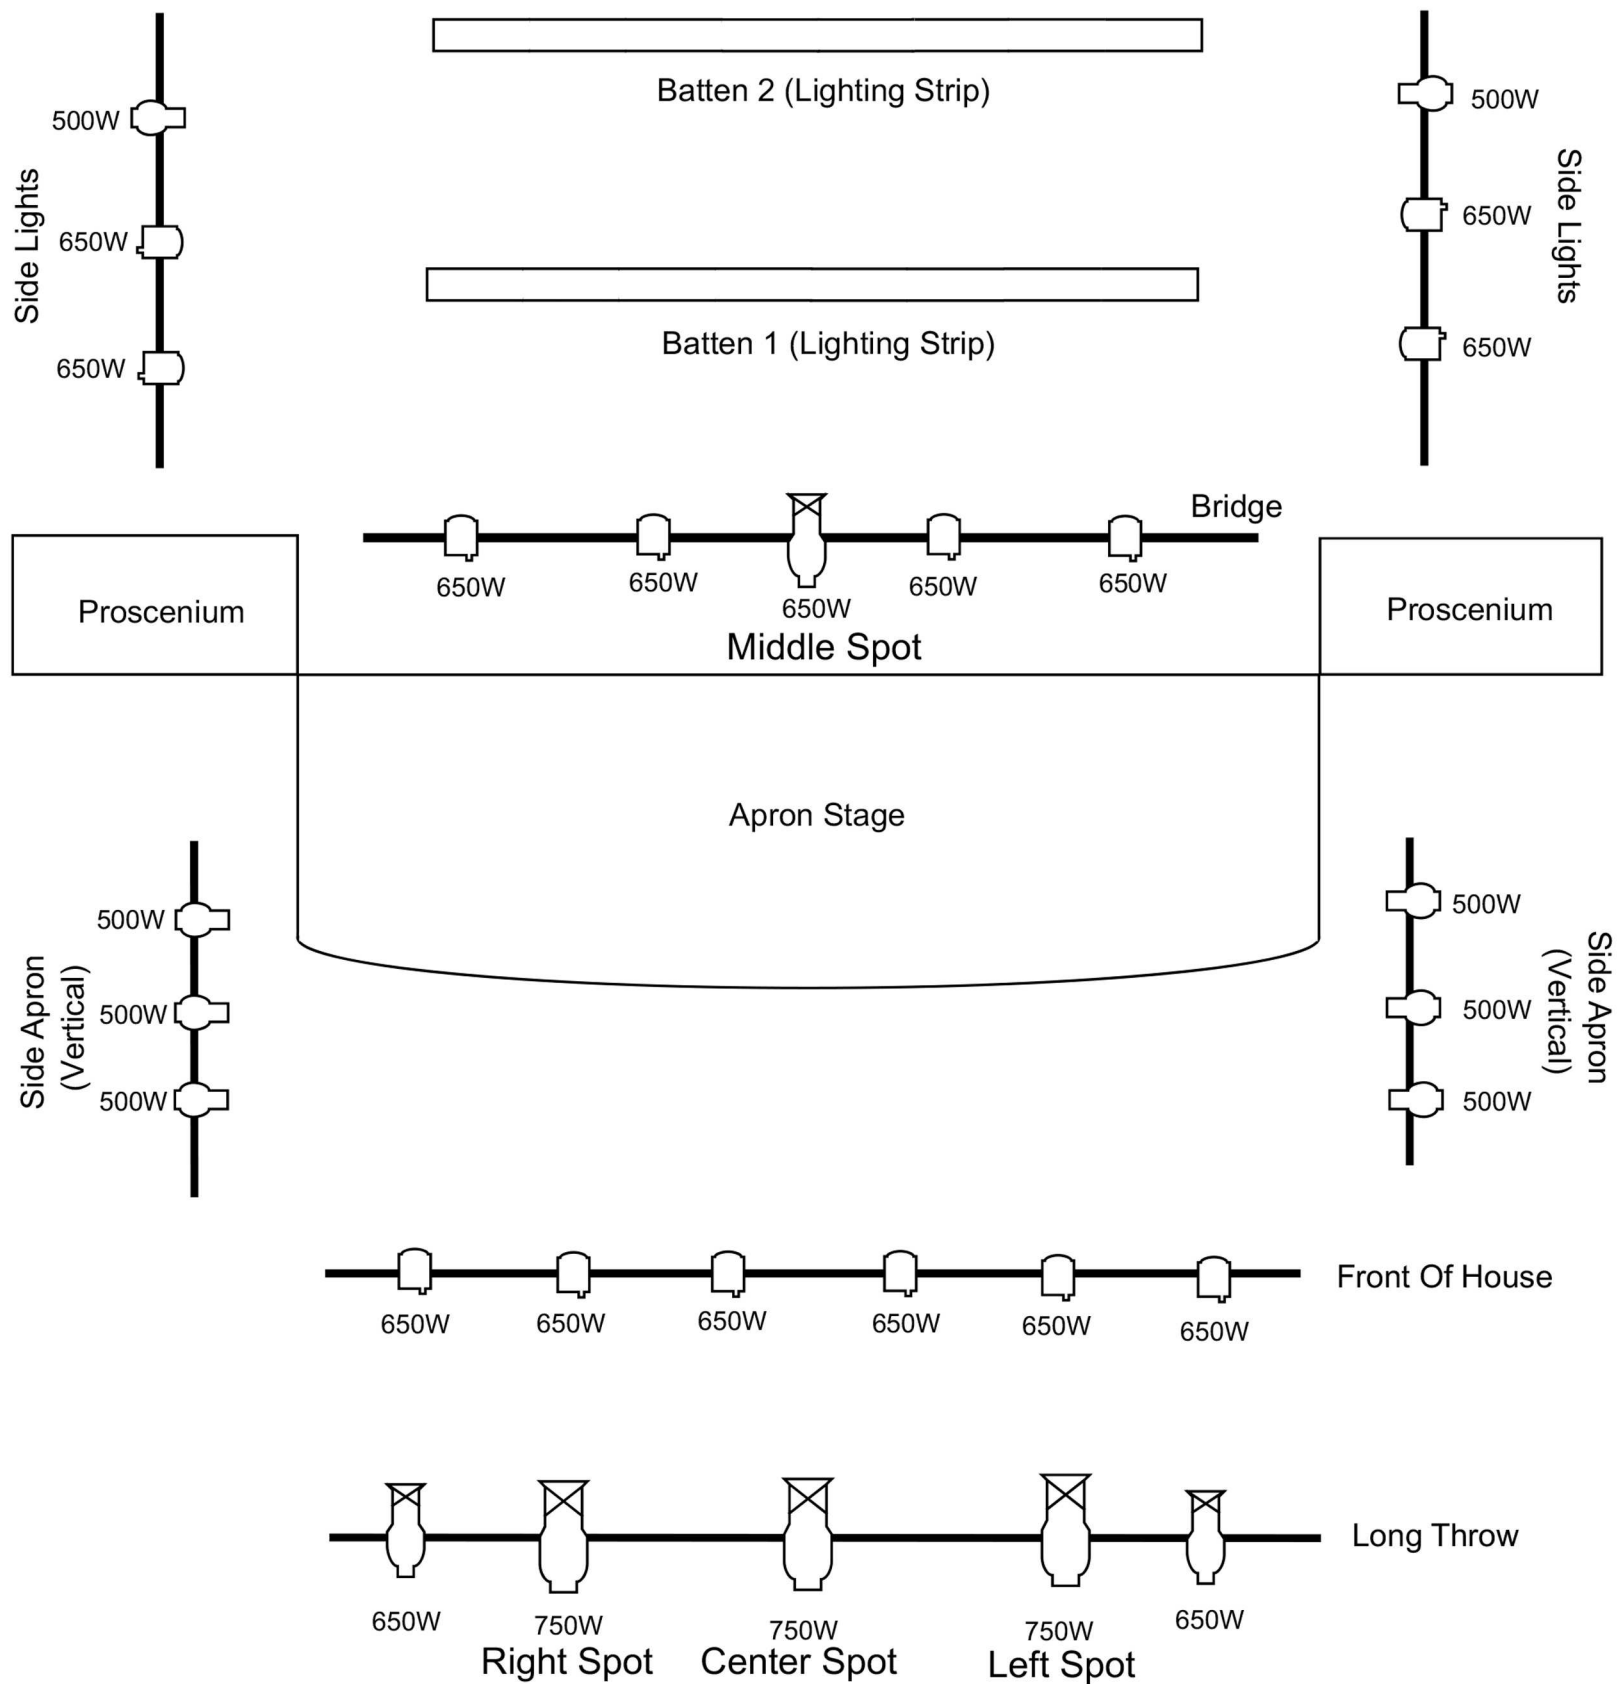 Batten 2 (Lighting Strip)
500W
500W
Side Lights
Side Lights
650W
650W
650W
650W
Batten 1 (Lighting Strip)
Bridge
650W
650W
650W
650W
650W
Middle Spot
Proscenium
Proscenium
Apron Stage
500W
500W
500W
500W
500W
500W
Side Apron
(Vertical)
Side Apron
(Vertical)
650W
650W
650W
650W
650W
650W
Front Of House
Long Throw
650W
750W
750W
750W
650W
Right Spot
Center Spot
Left Spot